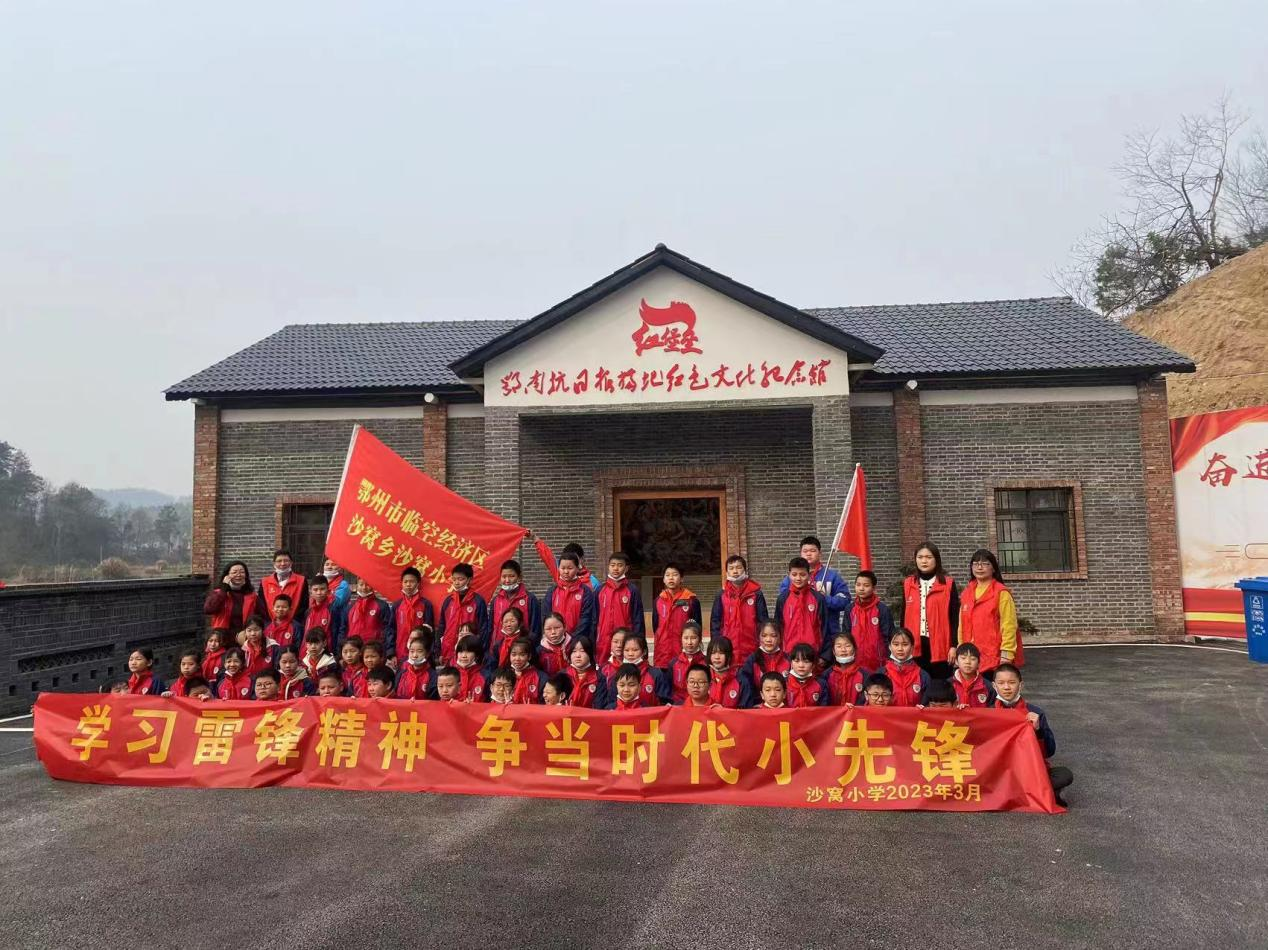 红堡垒
鄂南抗日根据地红色文化纪念馆
鄂州市临空经济区
沙窝乡沙窝小
奋进
学习雷锋精神 争当时代小先锋
沙窝小学2023年3月